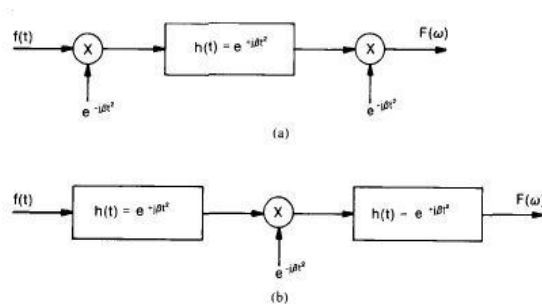 f(t) X h(t) = e^{+jβt²} X F(ω)
e^{-jβt²} e^{-jβt²}
(a)
f(t) h(t) = e^{+jβt²} X h(t) - e^{+jβt²} F(ω)
e^{-jβt²}
(b)